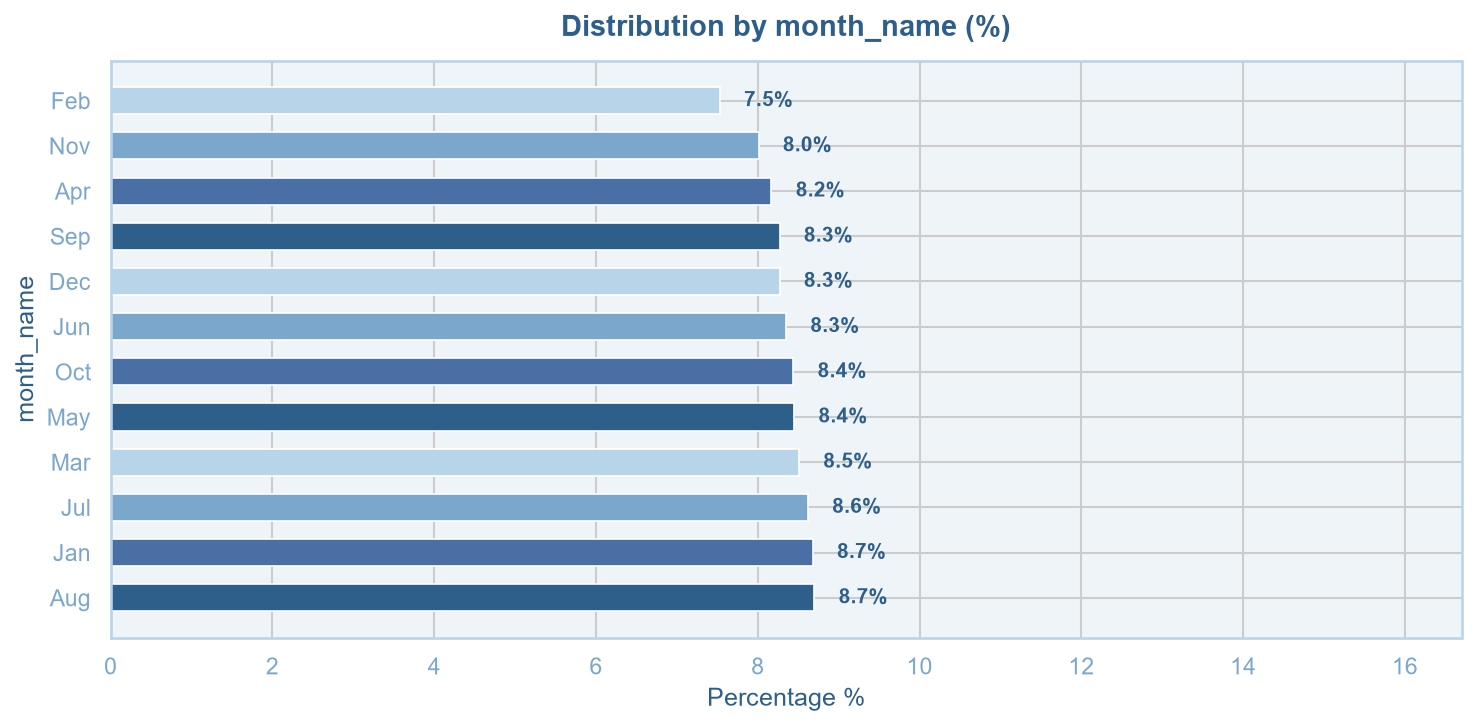 Distribution by month_name (%)
month_name
Feb 7.5%
Nov 8.0%
Apr 8.2%
Sep 8.3%
Dec 8.3%
Jun 8.3%
Oct 8.4%
May 8.4%
Mar 8.5%
Jul 8.6%
Jan 8.7%
Aug 8.7%
0 2 4 6 8 10 12 14 16
Percentage %